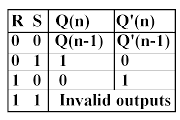 R S Q(n) Q'(n)
0 0 Q(n-1) Q'(n-1)
0 1 1 0
1 0 0 1
1 1 Invalid outputs